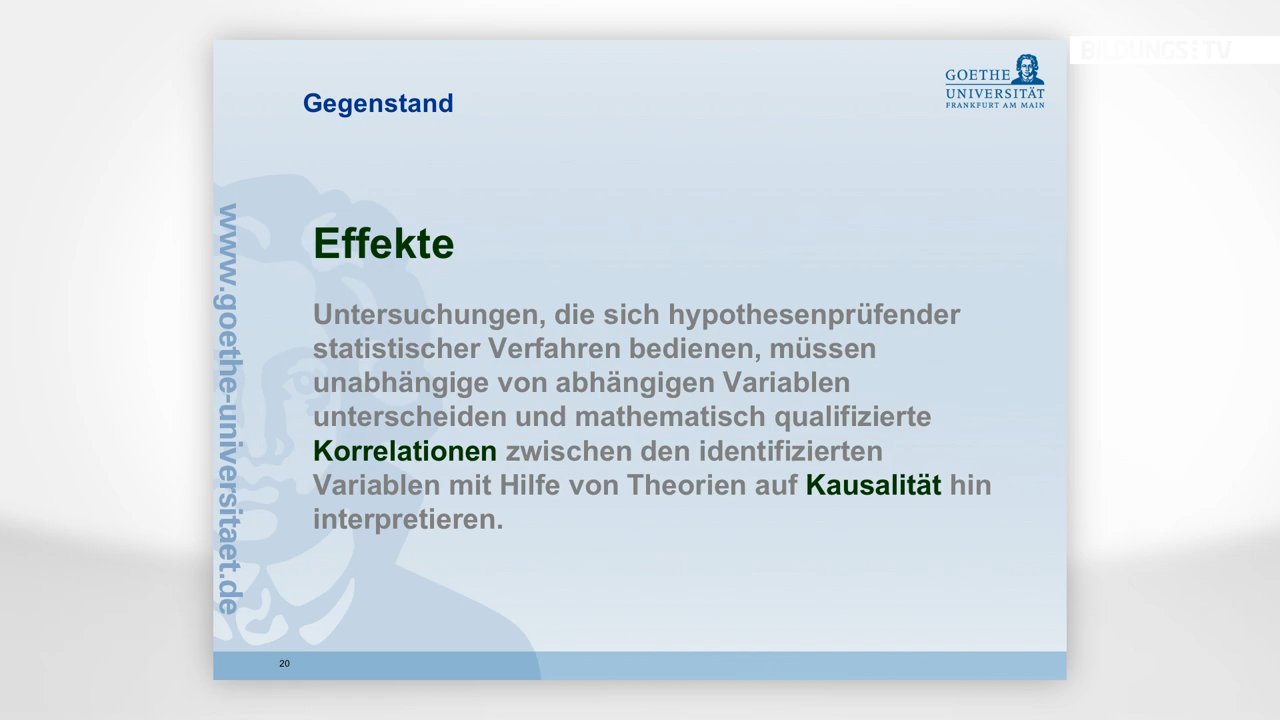 BILDUNGS TV
GOETHE
UNIVERSITÄT
FRANKFURT AM MAIN
Gegenstand
www.goethe-universitaet.de
Effekte
Untersuchungen, die sich hypothesenprüfender
statistischer Verfahren bedienen, müssen
unabhängige von abhängigen Variablen
unterscheiden und mathematisch qualifizierte
Korrelationen zwischen den identifizierten
Variablen mit Hilfe von Theorien auf Kausalität hin
interpretieren.
20